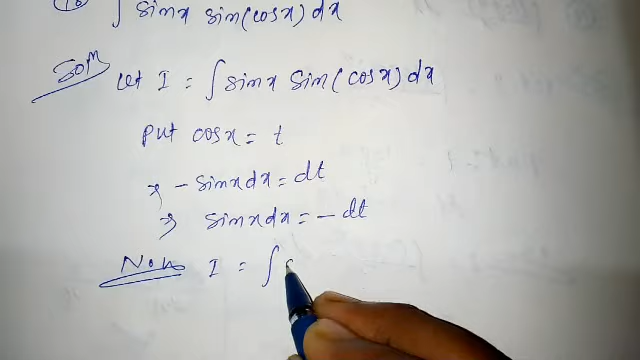 ∫ sinx sin(cosx) dx
Solⁿ
Let I = ∫ sinx sin(cosx) dx
Put cosx = t
⇒ - sinx dx = dt
⇒ sinx dx = - dt
Now I = ∫